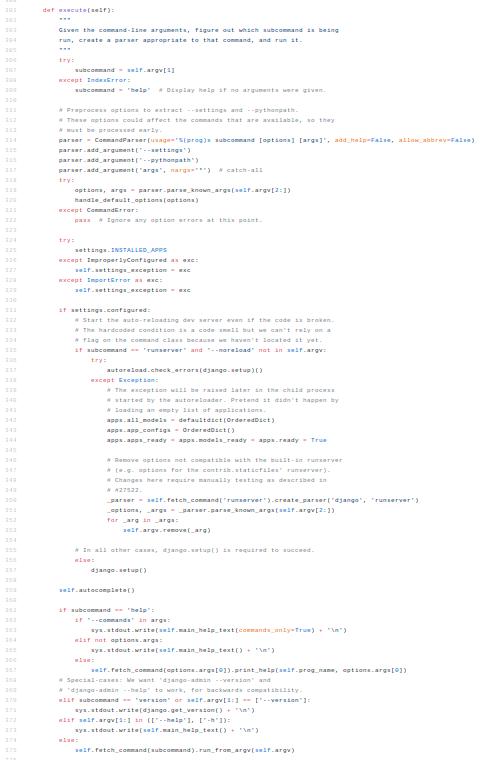 301 def execute(self):
302 """
303 Given the command-line arguments, figure out which subcommand is being
304 run, create a parser appropriate to that command, and run it.
305 """
306 try:
307 subcommand = self.argv[1]
308 except IndexError:
309 subcommand = 'help'  # Display help if no arguments were given.
310
311 # Preprocess options to extract --settings and --pythonpath.
312 # These options could affect the commands that are available, so they
313 # must be processed early.
314 parser = CommandParser(usage='%(prog)s subcommand [options] [args]', add_help=False, allow_abbrev=False)
315 parser.add_argument('--settings')
316 parser.add_argument('--pythonpath')
317 parser.add_argument('args', nargs='*')  # catch-all
318 try:
319 options, args = parser.parse_known_args(self.argv[2:])
320 handle_default_options(options)
321 except CommandError:
322 pass  # Ignore any option errors at this point.
323
324 try:
325 settings.INSTALLED_APPS
326 except ImproperlyConfigured as exc:
327 self.settings_exception = exc
328 except ImportError as exc:
329 self.settings_exception = exc
330
331 if settings.configured:
332 # Start the auto-reloading dev server even if the code is broken.
333 # The hardcoded condition is a code smell but we can't rely on a
334 # flag on the command class because we haven't located it yet.
335 if subcommand == 'runserver' and '--noreload' not in self.argv:
336 try:
337 autoreload.check_errors(django.setup)()
338 except Exception:
339 # The exception will be raised later in the child process
340 # started by the autoreloader. Pretend it didn't happen by
341 # loading an empty list of applications.
342 apps.all_models = defaultdict(OrderedDict)
343 apps.app_configs = OrderedDict()
344 apps.apps_ready = apps.models_ready = apps.ready = True
345
346 # Remove options not compatible with the built-in runserver
347 # (e.g. options for the contrib.staticfiles' runserver).
348 # Changes here require manually testing as described in
349 # #27522.
350 _parser = self.fetch_command('runserver').create_parser('django', 'runserver')
351 _options, _args = _parser.parse_known_args(self.argv[2:])
352 for _arg in _args:
353 self.argv.remove(_arg)
354
355 # In all other cases, django.setup() is required to succeed.
356 else:
357 django.setup()
358
359 self.autocomplete()
360
361 if subcommand == 'help':
362 if '--commands' in args:
363 sys.stdout.write(self.main_help_text(commands_only=True) + '\n')
364 elif not options.args:
365 sys.stdout.write(self.main_help_text() + '\n')
366 else:
367 self.fetch_command(options.args[0]).print_help(self.prog_name, options.args[0])
368 # Special-cases: We want 'django-admin --version' and
369 # 'django-admin --help' to work, for backwards compatibility.
370 elif subcommand == 'version' or self.argv[1:] == ['--version']:
371 sys.stdout.write(django.get_version() + '\n')
372 elif self.argv[1:] in (['--help'], ['-h']):
373 sys.stdout.write(self.main_help_text() + '\n')
374 else:
375 self.fetch_command(subcommand).run_from_argv(self.argv)